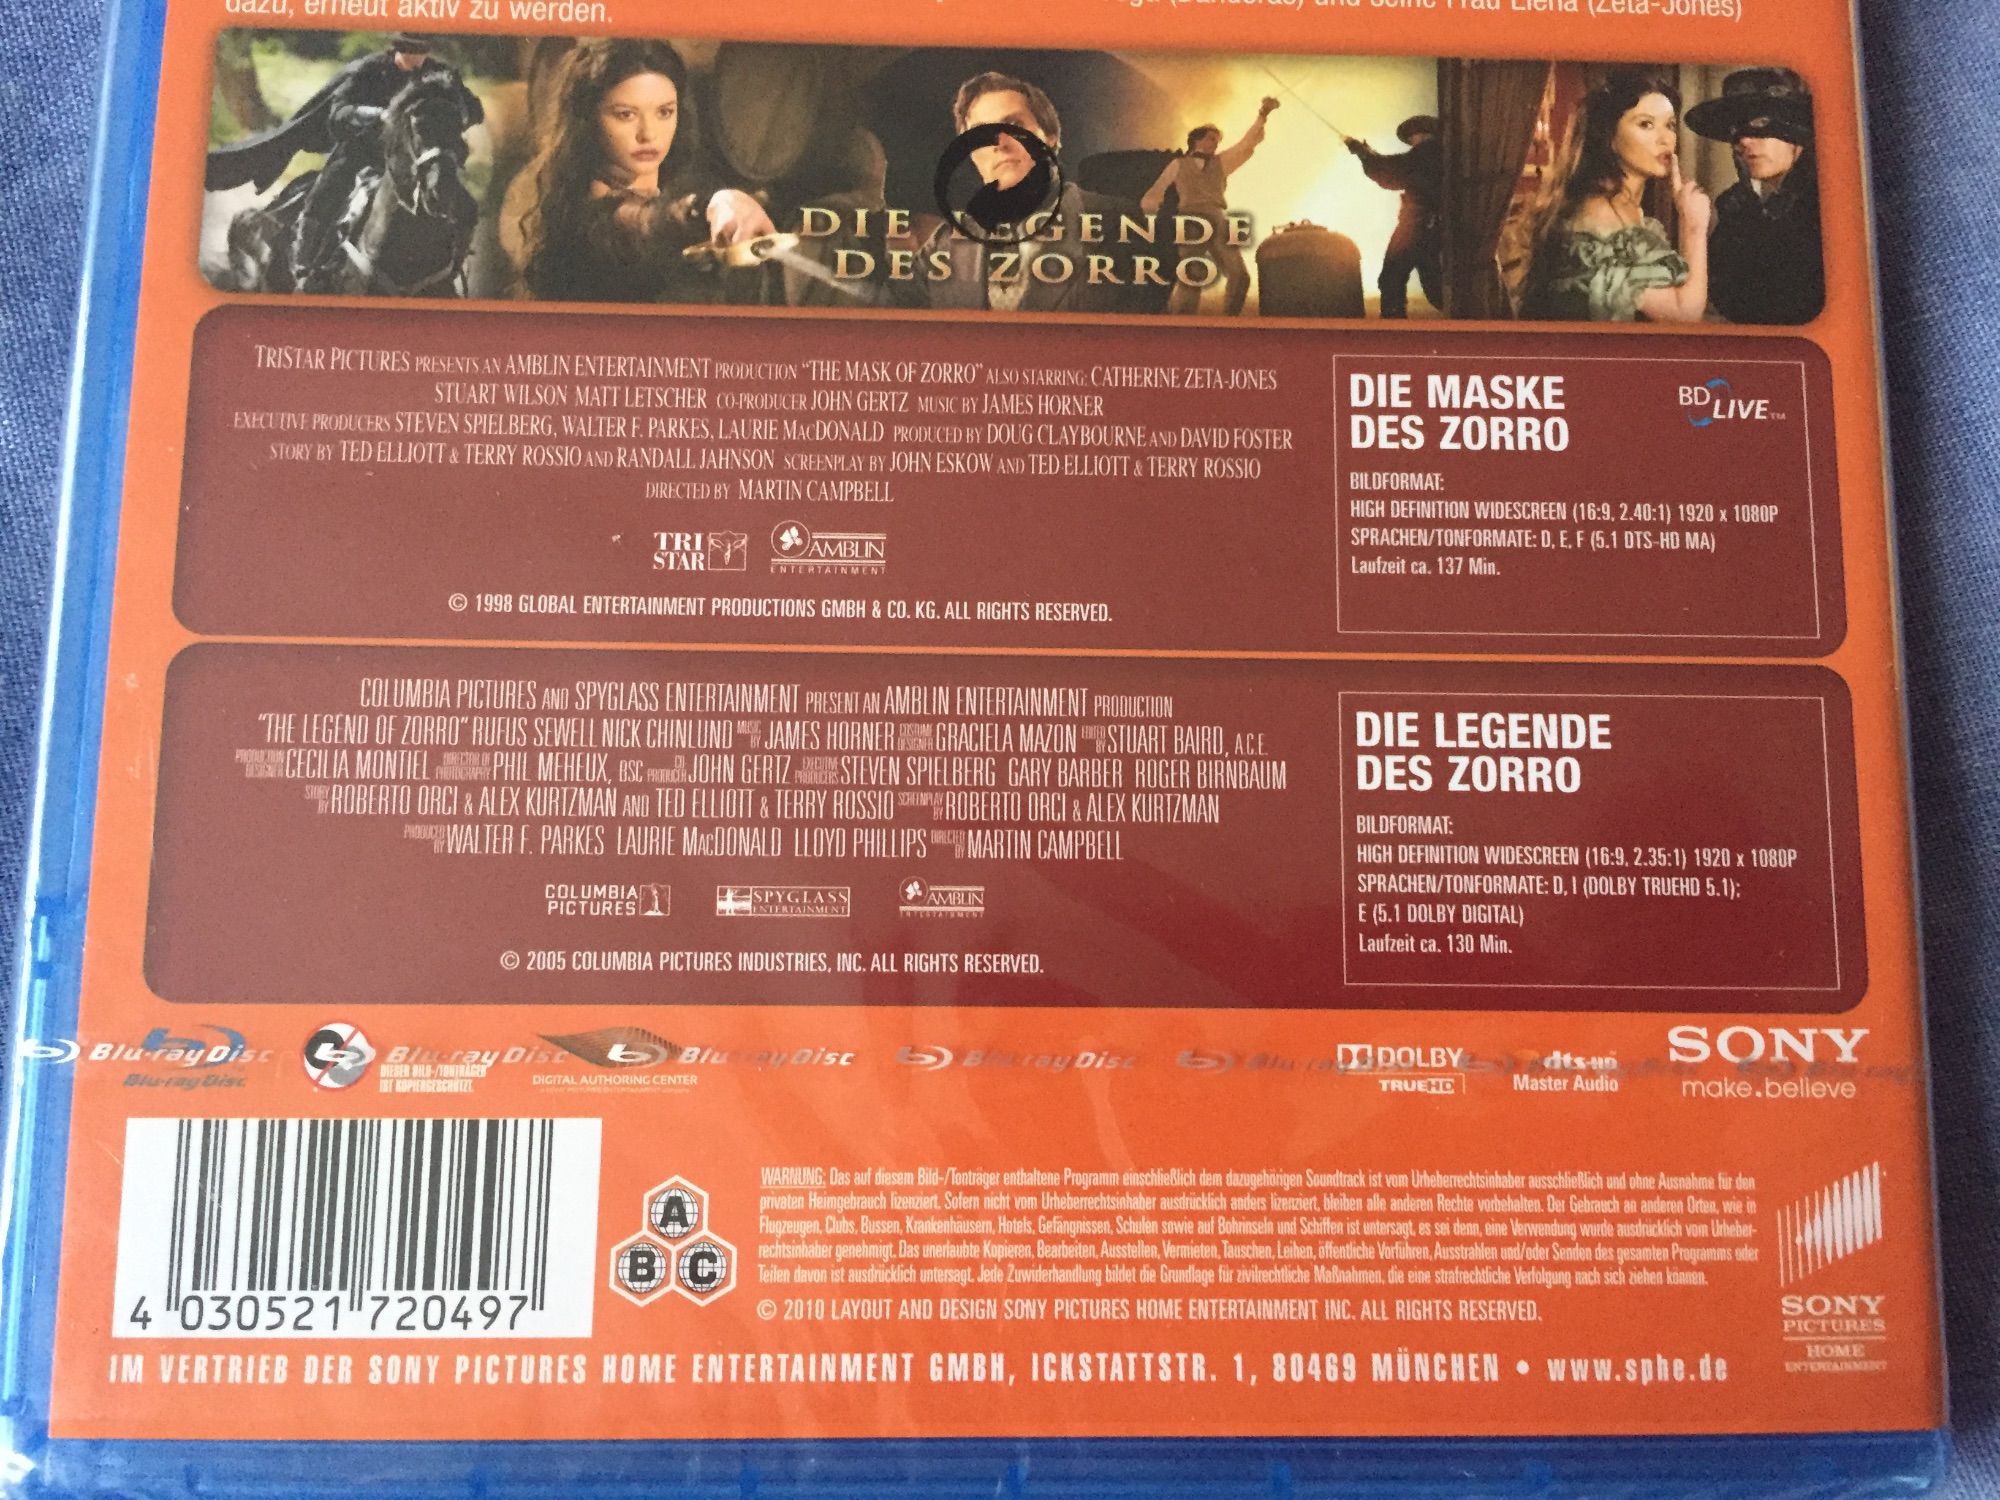 dazu, erneut aktiv zu werden.
(Banderas) und seine Frau Elena (Zeta-Jones)
DIE LEGENDE
DES ZORRO
TRISTAR PICTURES PRESENTS AN AMBLIN ENTERTAINMENT PRODUCTION "THE MASK OF ZORRO" ALSO STARRING: CATHERINE ZETA-JONES
STUART WILSON MATT LETSCHER CO-PRODUCER JOHN GERTZ MUSIC BY JAMES HORNER
EXECUTIVE PRODUCERS STEVEN SPIELBERG, WALTER F. PARKES, LAURIE MACDONALD PRODUCED BY DOUG CLAYBOURNE AND DAVID FOSTER
STORY BY TED ELLIOTT & TERRY ROSSIO AND RANDALL JAHNSON SCREENPLAY BY JOHN ESKOW AND TED ELLIOTT & TERRY ROSSIO
DIRECTED BY MARTIN CAMPBELL
TRI
STAR
AMBLIN
ENTERTAINMENT
© 1998 GLOBAL ENTERTAINMENT PRODUCTIONS GMBH & CO. KG. ALL RIGHTS RESERVED.
DIE MASKE
DES ZORRO
BD LIVE™
BILDFORMAT:
HIGH DEFINITION WIDESCREEN (16:9, 2.40:1) 1920 x 1080P
SPRACHEN/TONFORMATE: D, E, F (5.1 DTS-HD MA)
Laufzeit ca. 137 Min.
COLUMBIA PICTURES AND SPYGLASS ENTERTAINMENT PRESENT AN AMBLIN ENTERTAINMENT PRODUCTION
"THE LEGEND OF ZORRO" RUFUS SEWELL NICK CHINLUND MUSIC BY JAMES HORNER COSTUME DESIGNER GRACIELA MAZON EDITED BY STUART BAIRD, A.C.E.
PRODUCTION DESIGNER CECILIA MONTIEL DIRECTOR OF PHOTOGRAPHY PHIL MEHEUX, BSC CO-PRODUCER JOHN GERTZ EXECUTIVE PRODUCERS STEVEN SPIELBERG GARY BARBER ROGER BIRNBAUM
STORY BY ROBERTO ORCI & ALEX KURTZMAN AND TED ELLIOTT & TERRY ROSSIO SCREENPLAY BY ROBERTO ORCI & ALEX KURTZMAN
PRODUCED BY WALTER F. PARKES LAURIE MACDONALD LLOYD PHILLIPS DIRECTED BY MARTIN CAMPBELL
COLUMBIA
PICTURES
SPYGLASS
ENTERTAINMENT
AMBLIN
ENTERTAINMENT
© 2005 COLUMBIA PICTURES INDUSTRIES, INC. ALL RIGHTS RESERVED.
DIE LEGENDE
DES ZORRO
BILDFORMAT:
HIGH DEFINITION WIDESCREEN (16:9, 2.35:1) 1920 x 1080P
SPRACHEN/TONFORMATE: D, I (DOLBY TRUEHD 5.1);
E (5.1 DOLBY DIGITAL)
Laufzeit ca. 130 Min.
Blu-ray Disc Blu-ray Disc Blu-ray Disc Blu-ray Disc
Blu-ray Disc
DIESER BILD-/TONTRÄGER
IST KOPIERGESCHÜTZT.
DIGITAL AUTHORING CENTER
DOLBY
TRUEHD
dts-HD
Master Audio
SONY
make.believe
4 030521 720497
A
B C
WARNUNG: Das auf diesem Bild-/Tonträger enthaltene Programm einschließlich dem dazugehörigen Soundtrack ist vom Urheberrechtsinhaber ausschließlich und ohne Ausnahme für den
privaten Heimgebrauch lizenziert. Sofern nicht vom Urheberrechtsinhaber ausdrücklich anders lizenziert, bleiben alle anderen Rechte vorbehalten. Der Gebrauch an anderen Orten, wie in
Flugzeugen, Clubs, Bussen, Krankenhäusern, Hotels, Gefängnissen, Schulen sowie auf Bohrinseln und Schiffen ist untersagt, es sei denn, eine Verwendung wurde ausdrücklich vom Urheber-
rechtsinhaber genehmigt. Das unerlaubte Kopieren, Bearbeiten, Ausstellen, Vermieten, Tauschen, Leihen, öffentliche Vorführen, Ausstrahlen und/oder Senden des gesamten Programms oder
Teilen davon ist ausdrücklich untersagt. Jede Zuwiderhandlung bildet die Grundlage für zivilrechtliche Maßnahmen, die eine strafrechtliche Verfolgung nach sich ziehen können.
© 2010 LAYOUT AND DESIGN SONY PICTURES HOME ENTERTAINMENT INC. ALL RIGHTS RESERVED.
SONY
PICTURES
HOME
ENTERTAINMENT
IM VERTRIEB DER SONY PICTURES HOME ENTERTAINMENT GMBH, ICKSTATTSTR. 1, 80469 MÜNCHEN • www.sphe.de